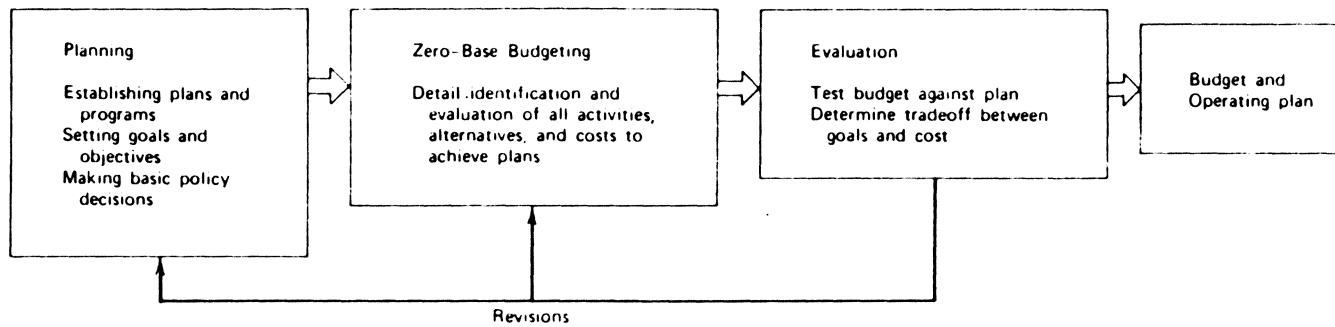 Planning
Establishing plans and
programs
Setting goals and
objectives
Making basic policy
decisions
Zero-Base Budgeting
Detail identification and
evaluation of all activities,
alternatives, and costs to
achieve plans
Evaluation
Test budget against plan
Determine tradeoff between
goals and cost
Budget and
Operating plan
Revisions